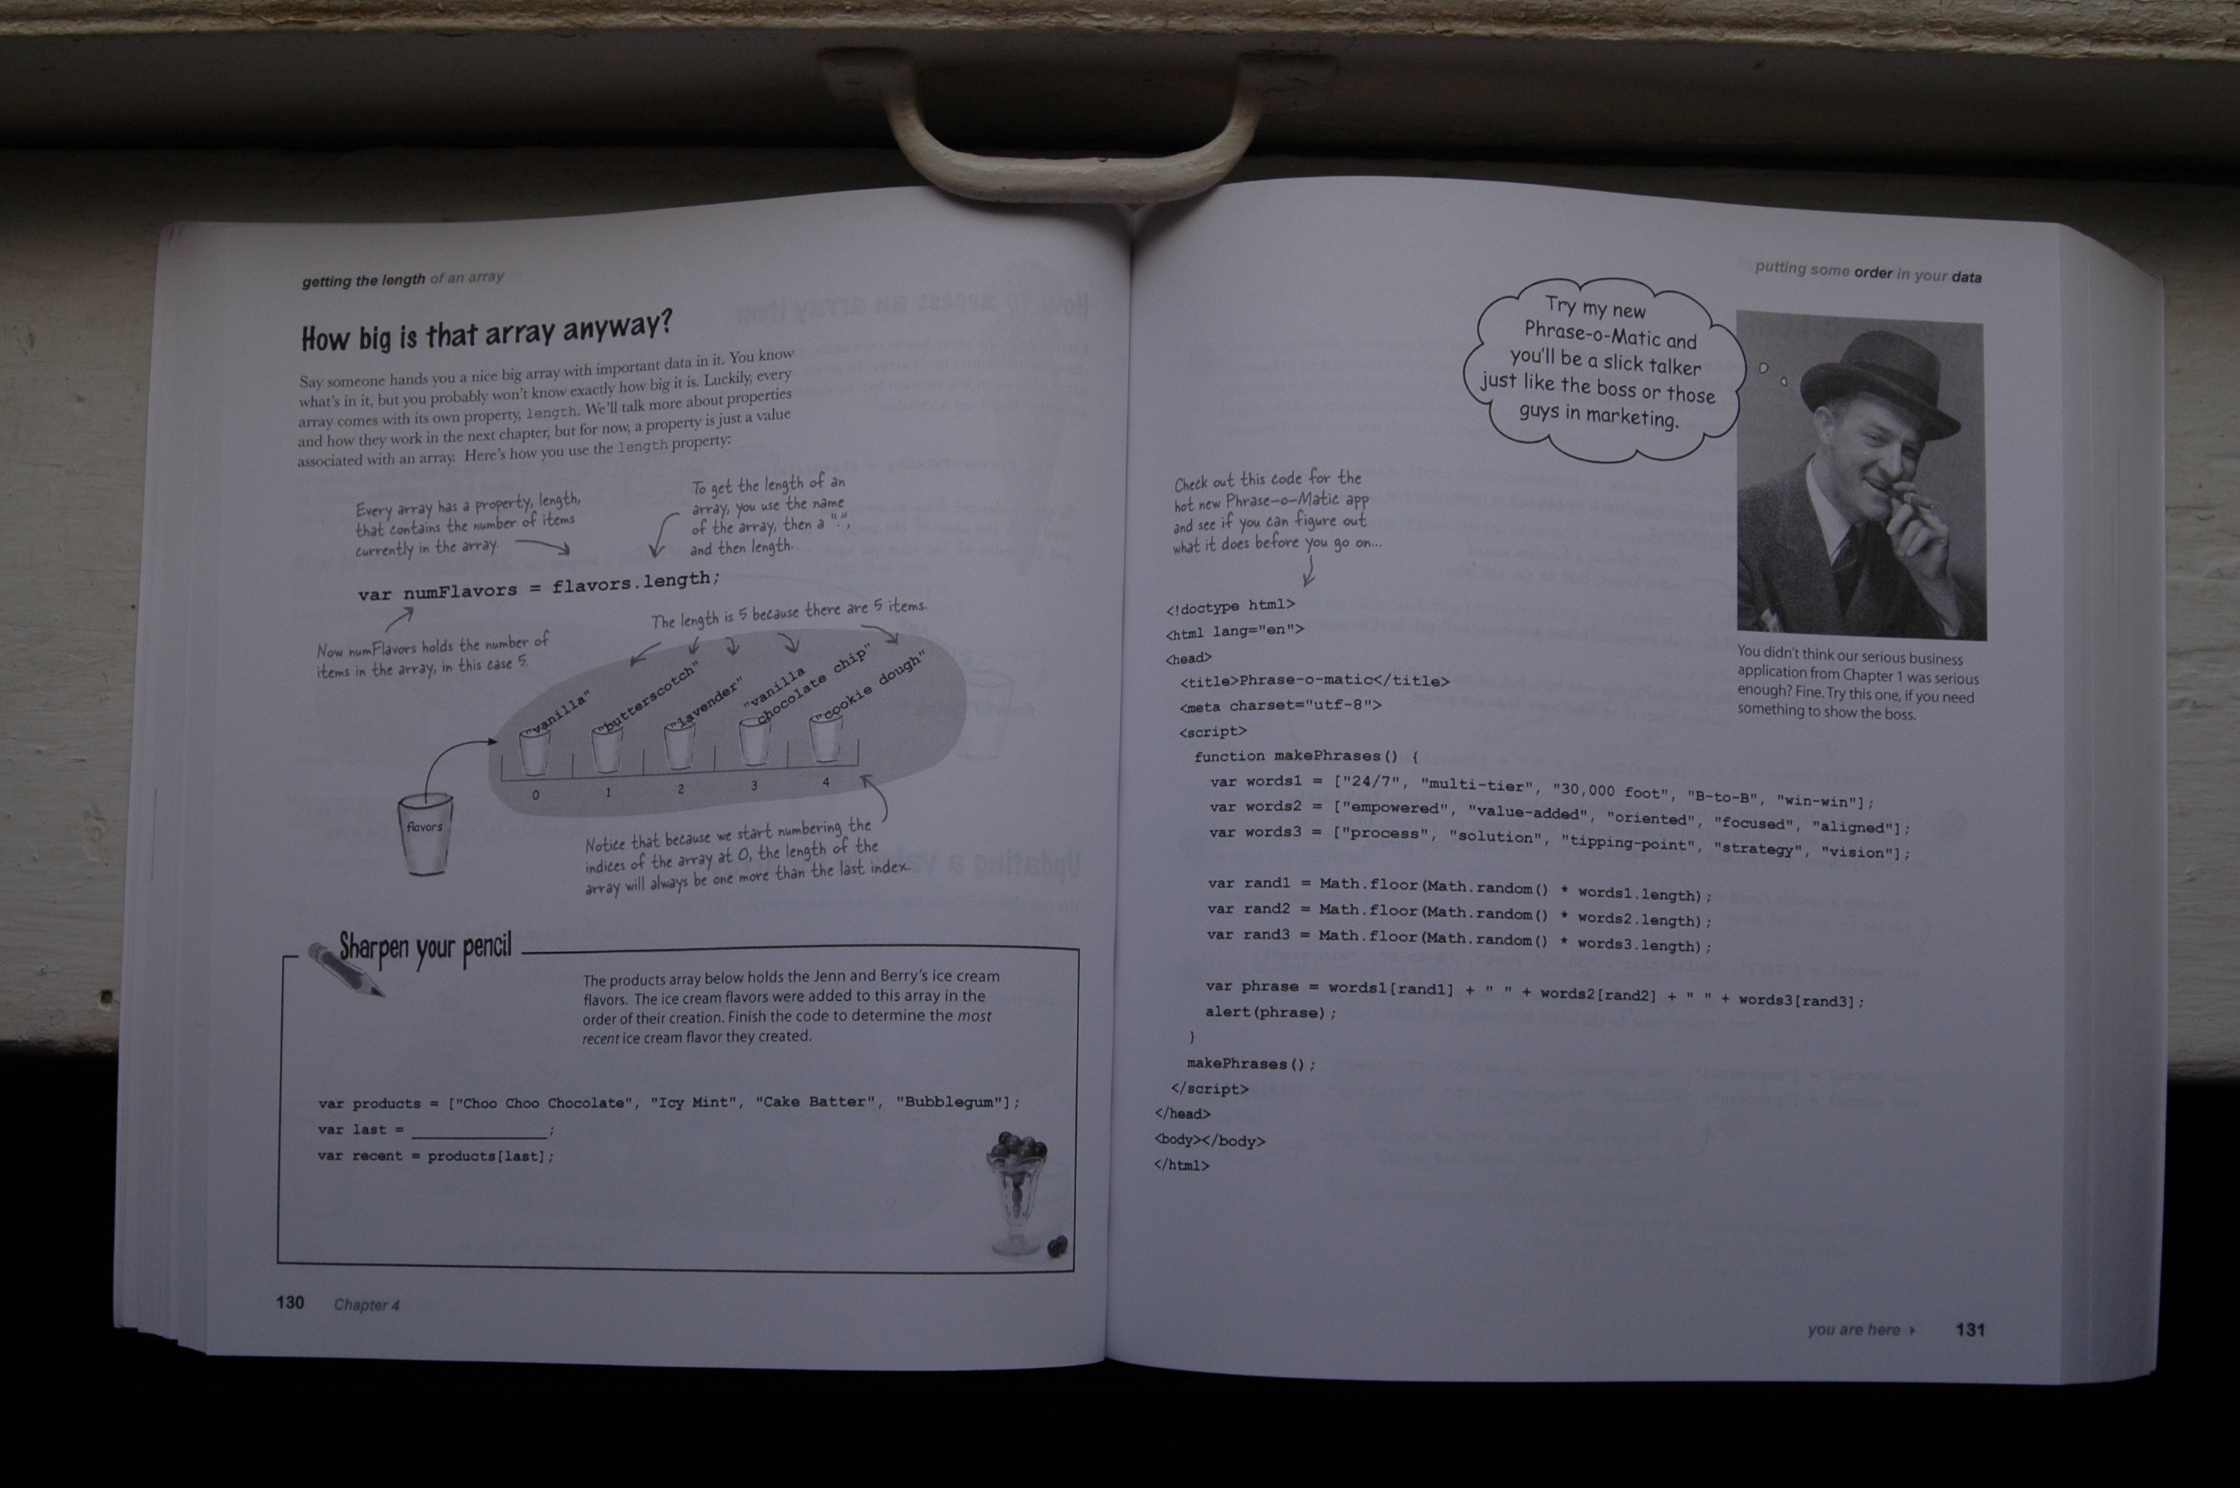 getting the length of an array
How big is that array anyway?
Say someone hands you a nice big array with important data in it. You know
what's in it, but you probably won't know exactly how big it is. Luckily, every
array comes with its own property, length. We'll talk more about properties
and how they work in the next chapter, but for now, a property is just a value
associated with an array. Here's how you use the length property:
Every array has a property, length,
that contains the number of items
currently in the array.
To get the length of an
array, you use the name
of the array, then a ".",
and then length.
var numFlavors = flavors.length;
The length is 5 because there are 5 items.
Now numFlavors holds the number of
items in the array, in this case 5.
"vanilla"
"butterscotch"
"lavender"
"vanilla
chocolate chip"
"cookie dough"
0 1 2 3 4
flavors
Notice that because we start numbering the
indices of the array at 0, the length of the
array will always be one more than the last index.
Sharpen your pencil
The products array below holds the Jenn and Berry's ice cream
flavors. The ice cream flavors were added to this array in the
order of their creation. Finish the code to determine the most
recent ice cream flavor they created.
var products = ["Choo Choo Chocolate", "Icy Mint", "Cake Batter", "Bubblegum"];
var last = _______________;
var recent = products[last];
130 Chapter 4
putting some order in your data
Try my new
Phrase-o-Matic and
you'll be a slick talker
just like the boss or those
guys in marketing.
Check out this code for the
hot new Phrase-o-Matic app
and see if you can figure out
what it does before you go on...
You didn't think our serious business
application from Chapter 1 was serious
enough? Fine. Try this one, if you need
something to show the boss.
<!doctype html>
<html lang="en">
<head>
<title>Phrase-o-matic</title>
<meta charset="utf-8">
<script>
function makePhrases() {
var words1 = ["24/7", "multi-tier", "30,000 foot", "B-to-B", "win-win"];
var words2 = ["empowered", "value-added", "oriented", "focused", "aligned"];
var words3 = ["process", "solution", "tipping-point", "strategy", "vision"];
var rand1 = Math.floor(Math.random() * words1.length);
var rand2 = Math.floor(Math.random() * words2.length);
var rand3 = Math.floor(Math.random() * words3.length);
var phrase = words1[rand1] + " " + words2[rand2] + " " + words3[rand3];
alert(phrase);
}
makePhrases();
</script>
</head>
<body></body>
</html>
you are here ▸ 131